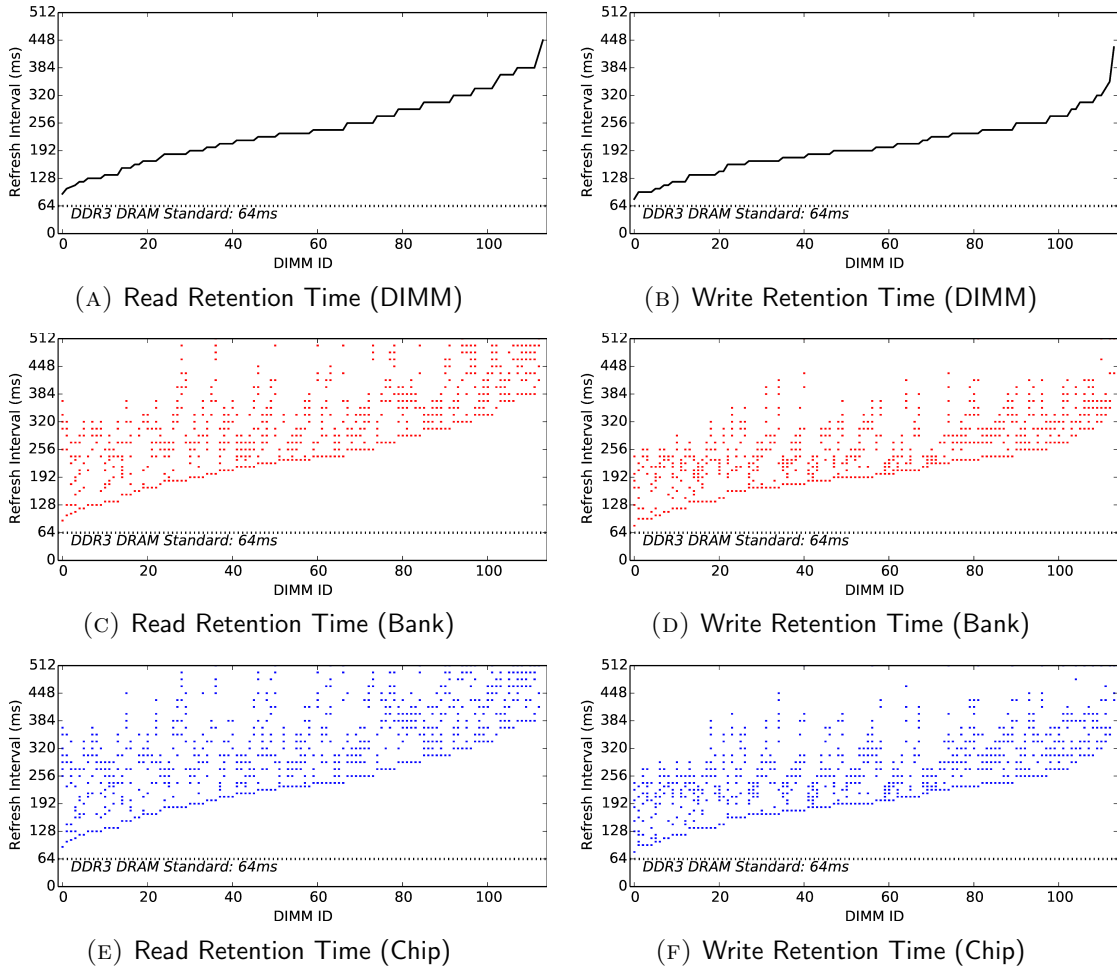 512
448
384
320
256
192
128
64
0
Refresh Interval (ms)
DDR3 DRAM Standard: 64ms
0 20 40 60 80 100
DIMM ID
(A) Read Retention Time (DIMM)
512
448
384
320
256
192
128
64
0
Refresh Interval (ms)
DDR3 DRAM Standard: 64ms
0 20 40 60 80 100
DIMM ID
(B) Write Retention Time (DIMM)
512
448
384
320
256
192
128
64
0
Refresh Interval (ms)
DDR3 DRAM Standard: 64ms
0 20 40 60 80 100
DIMM ID
(C) Read Retention Time (Bank)
512
448
384
320
256
192
128
64
0
Refresh Interval (ms)
DDR3 DRAM Standard: 64ms
0 20 40 60 80 100
DIMM ID
(D) Write Retention Time (Bank)
512
448
384
320
256
192
128
64
0
Refresh Interval (ms)
DDR3 DRAM Standard: 64ms
0 20 40 60 80 100
DIMM ID
(E) Read Retention Time (Chip)
512
448
384
320
256
192
128
64
0
Refresh Interval (ms)
DDR3 DRAM Standard: 64ms
0 20 40 60 80 100
DIMM ID
(F) Write Retention Time (Chip)